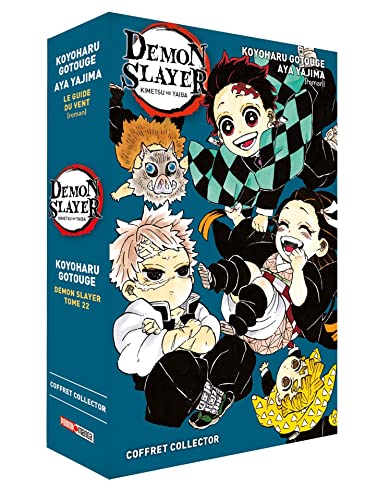 KOYOHARU
GOTOUGE
AYA YAJIMA
LE GUIDE
DU VENT
(roman)
DEMON
SLAYER
KIMETSU NO YAIBA
KOYOHARU
GOTOUGE
DEMON SLAYER
TOME 22
COFFRET COLLECTOR
PANINI manga
DEMON
SLAYER
KIMETSU NO YAIBA
KOYOHARU GOTOUGE
AYA YAJIMA
(roman)
COFFRET COLLECTOR